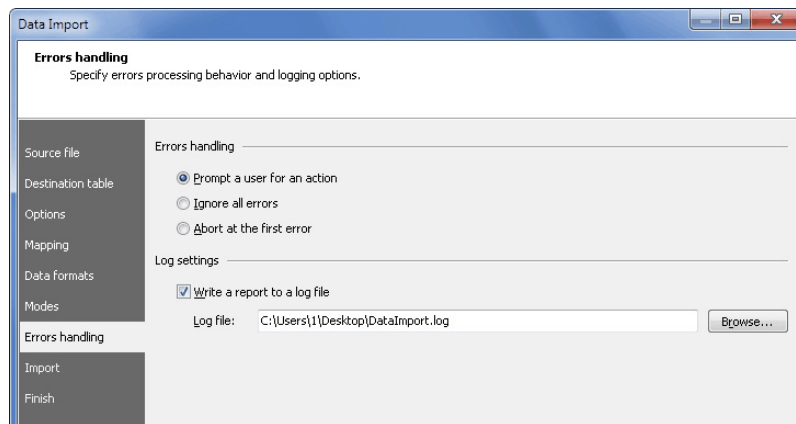 Data Import
Errors handling
Specify errors processing behavior and logging options.
Source file
Destination table
Options
Mapping
Data formats
Modes
Errors handling
Import
Finish
Errors handling
Prompt a user for an action
Ignore all errors
Abort at the first error
Log settings
Write a report to a log file
Log file: C:\Users\1\Desktop\DataImport.log Browse...